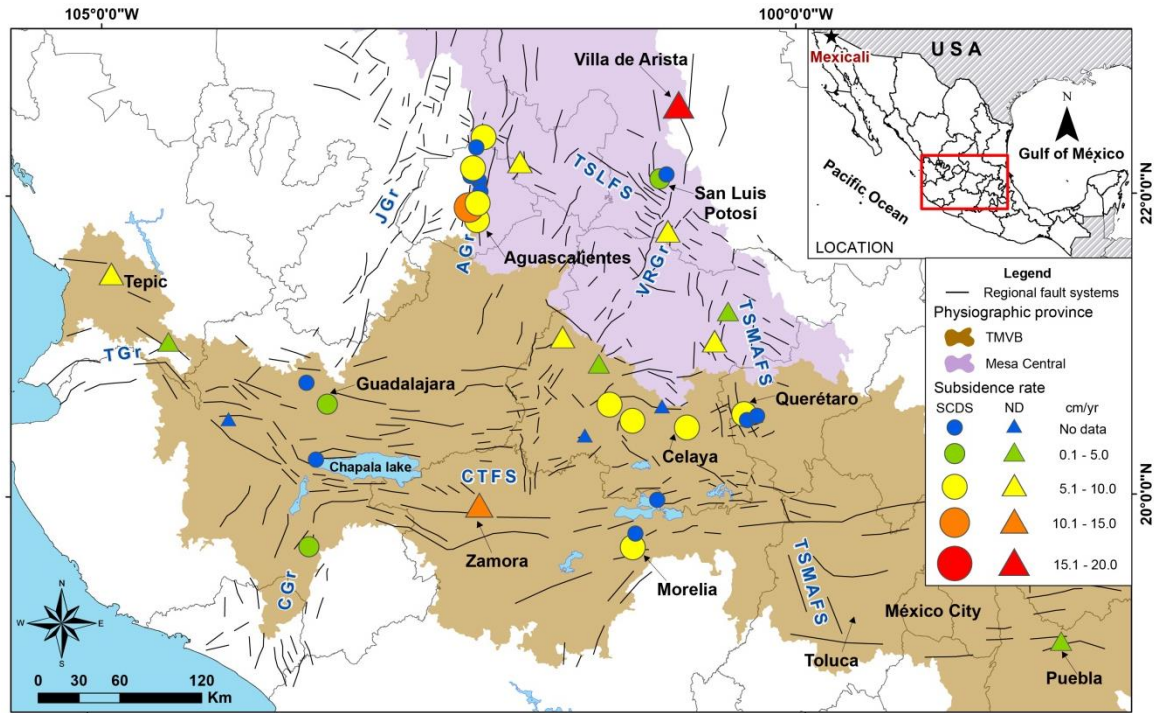 105°0'0"W
100°0'0"W
Villa de Arista
Mexicali
USA
N
Gulf of México
Pacific Ocean
LOCATION
22°0'0"N
TSLFS
San Luis
Potosí
JGr
AGr
Aguascalientes
VRGr
Tepic
TSMAFS
TGr
Guadalajara
Querétaro
Celaya
Chapala lake
CTFS
20°0'0"N
Zamora
Morelia
CGr
TSMAFS
México City
Toluca
Puebla
Legend
Regional fault systems
Physiographic province
TMVB
Mesa Central
Subsidence rate
SCDS ND cm/yr
No data
0.1 - 5.0
5.1 - 10.0
10.1 - 15.0
15.1 - 20.0
N
W E
S
0 30 60 120
Km